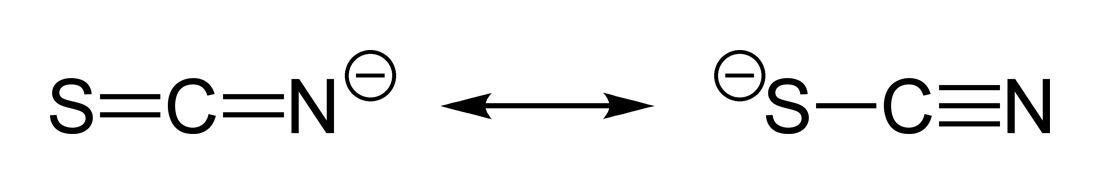 S=C=N⊖ ⟷ ⊖S—C≡N